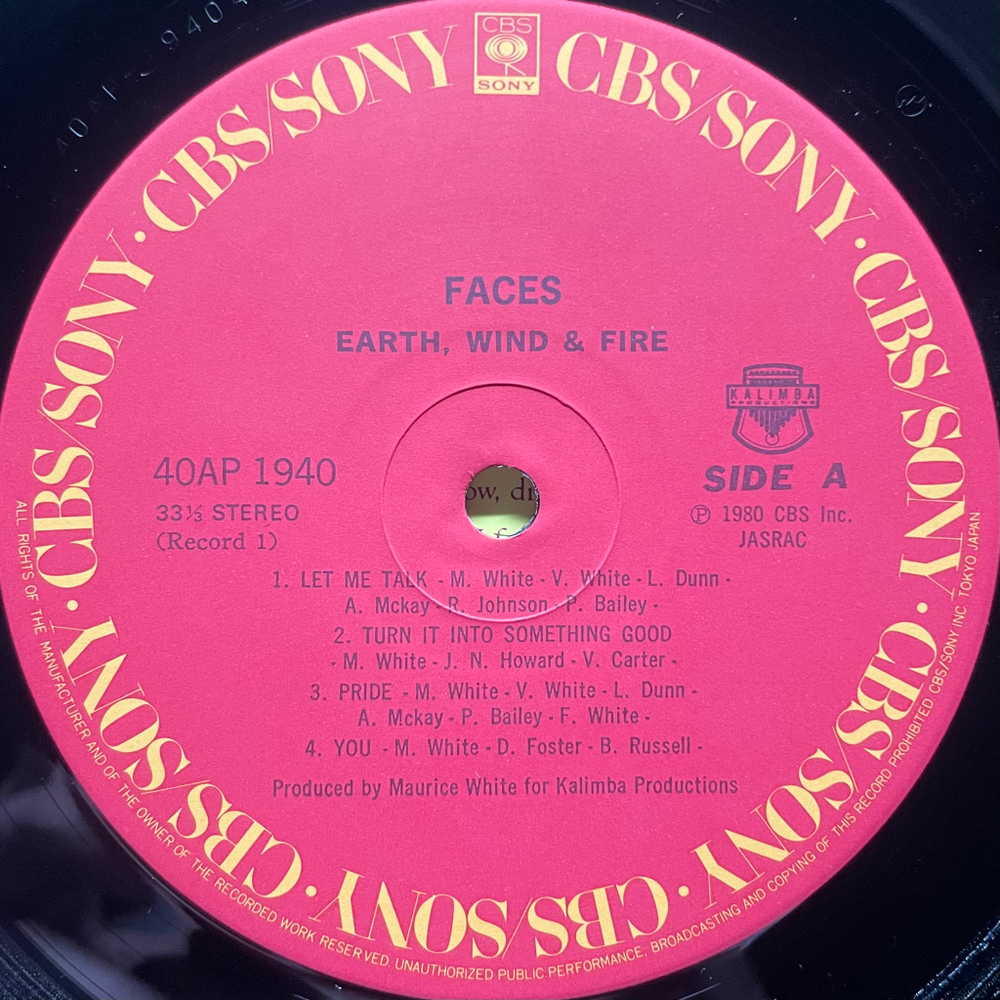 CBS
SONY
CBS/SONY · CBS/SONY · CBS/SONY · CBS/SONY · CBS/SONY · CBS/SONY · CBS/SONY · CBS/SONY
FACES
EARTH, WIND & FIRE
KALIMBA
PRODUCTIONS
40AP 1940
SIDE A
33⅓ STEREO
Ⓟ 1980 CBS Inc.
(Record 1)
JASRAC
ow, di
1. LET ME TALK - M. White - V. White - L. Dunn -
A. Mckay - R. Johnson - P. Bailey -
2. TURN IT INTO SOMETHING GOOD
- M. White - J. N. Howard - V. Carter -
3. PRIDE - M. White - V. White - L. Dunn -
A. Mckay - P. Bailey - F. White -
4. YOU - M. White - D. Foster - B. Russell -
Produced by Maurice White for Kalimba Productions
ALL RIGHTS OF THE MANUFACTURER AND OF THE OWNER OF THE RECORDED WORK RESERVED. UNAUTHORIZED PUBLIC PERFORMANCE, BROADCASTING AND COPYING OF THIS RECORD PROHIBITED. CBS/SONY INC TOKYO JAPAN